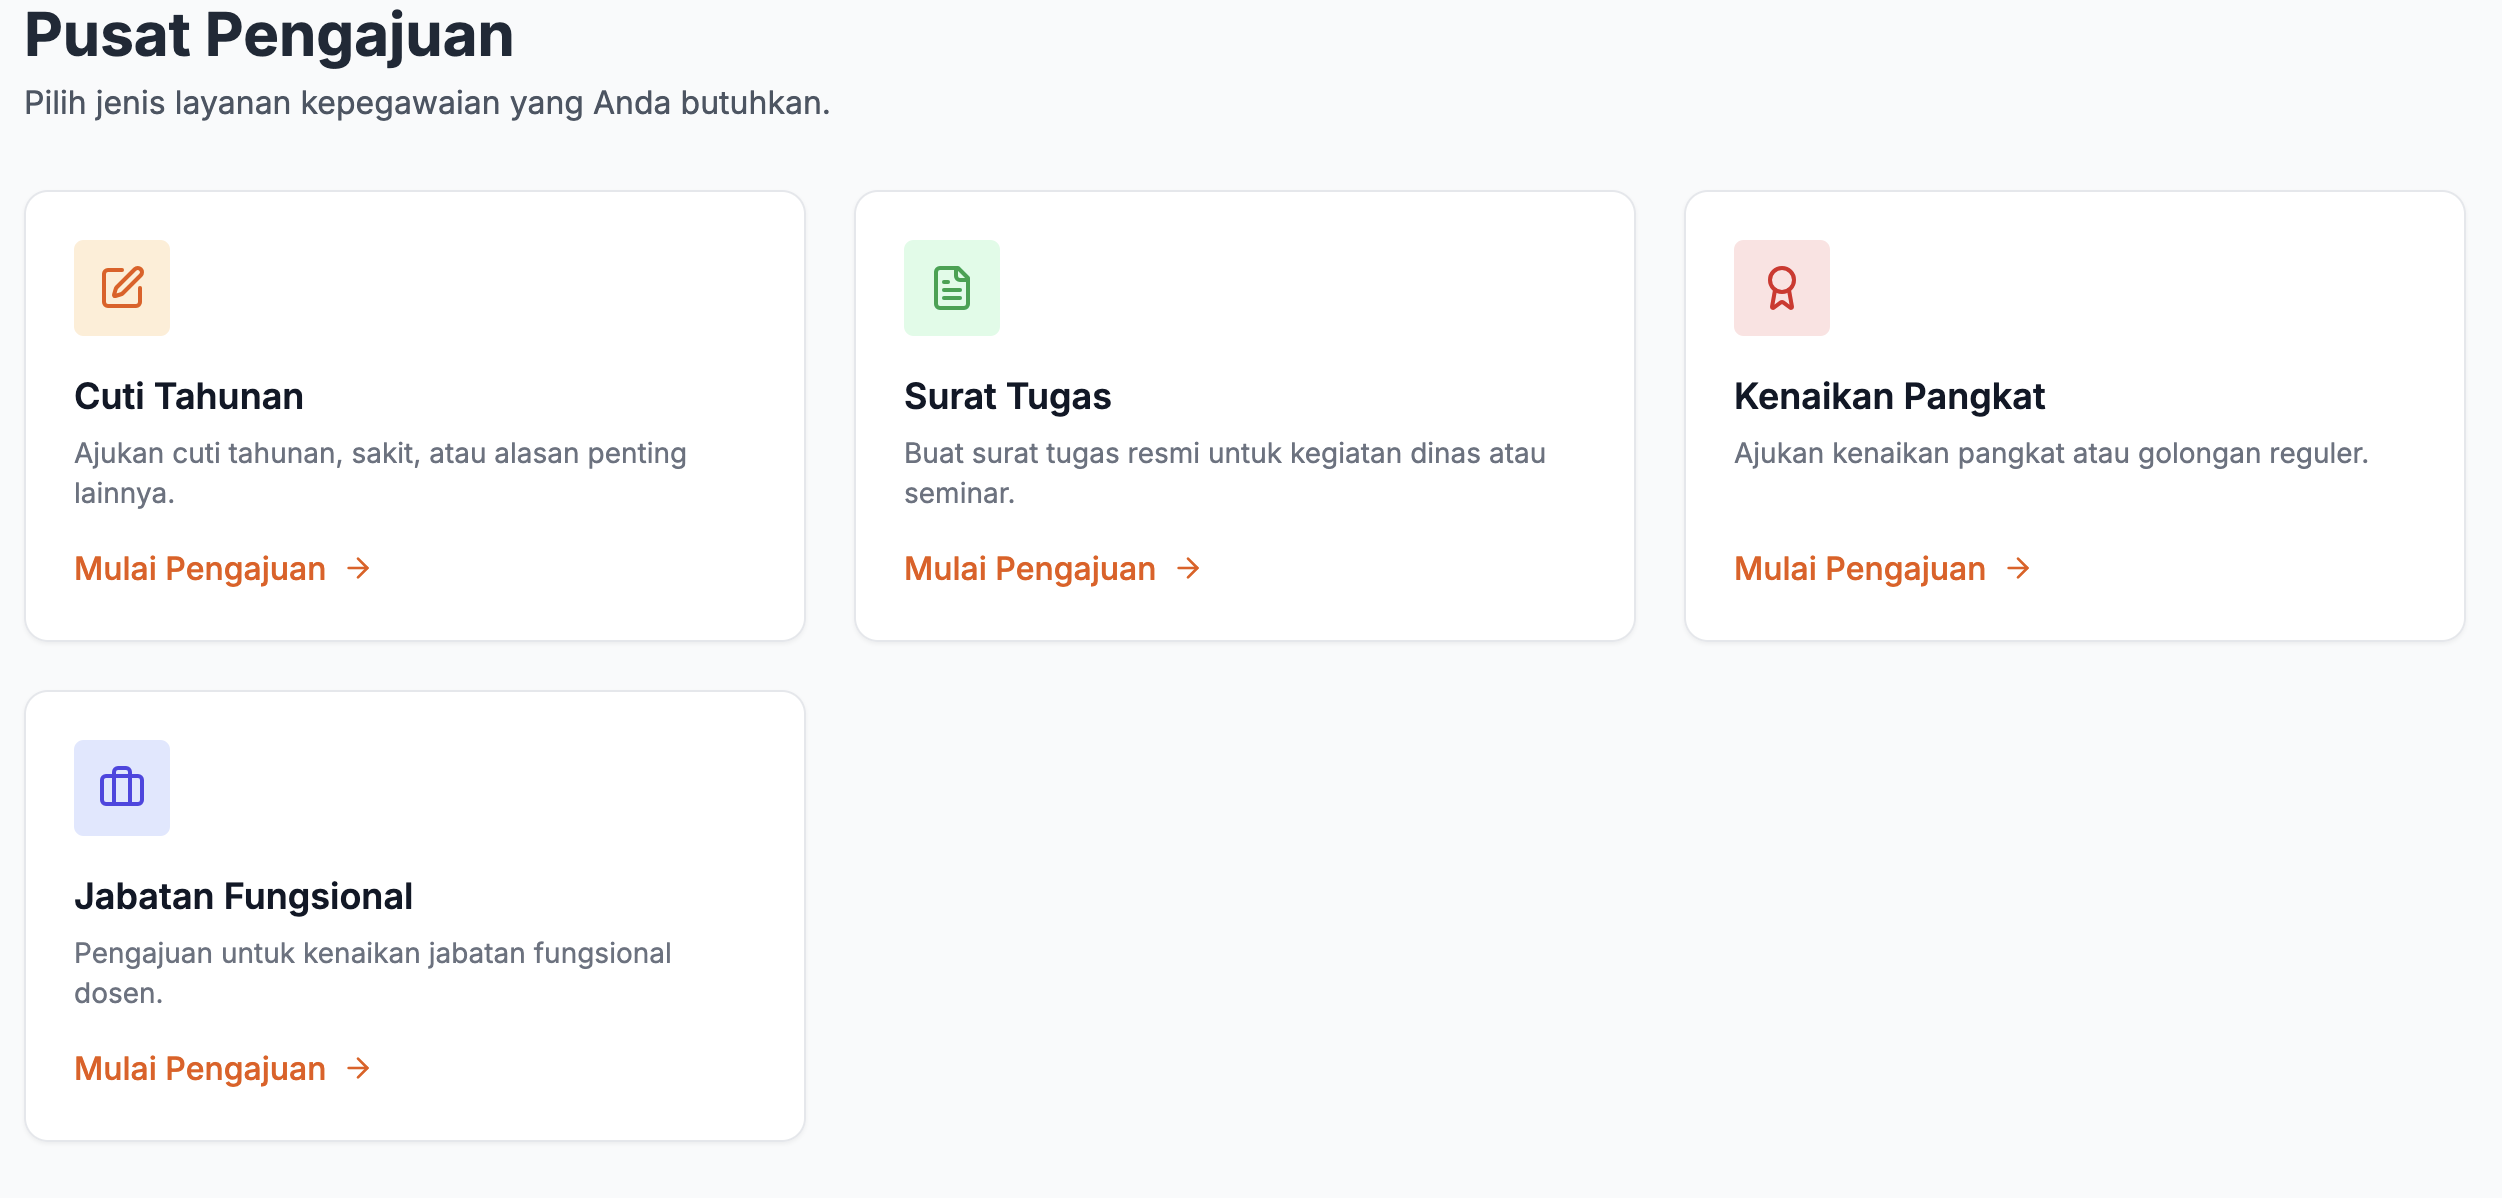 Pusat Pengajuan
Pilih jenis layanan kepegawaian yang Anda butuhkan.
Cuti Tahunan
Ajukan cuti tahunan, sakit, atau alasan penting
lainnya.
Mulai Pengajuan →
Surat Tugas
Buat surat tugas resmi untuk kegiatan dinas atau
seminar.
Mulai Pengajuan →
Kenaikan Pangkat
Ajukan kenaikan pangkat atau golongan reguler.
Mulai Pengajuan →
Jabatan Fungsional
Pengajuan untuk kenaikan jabatan fungsional
dosen.
Mulai Pengajuan →